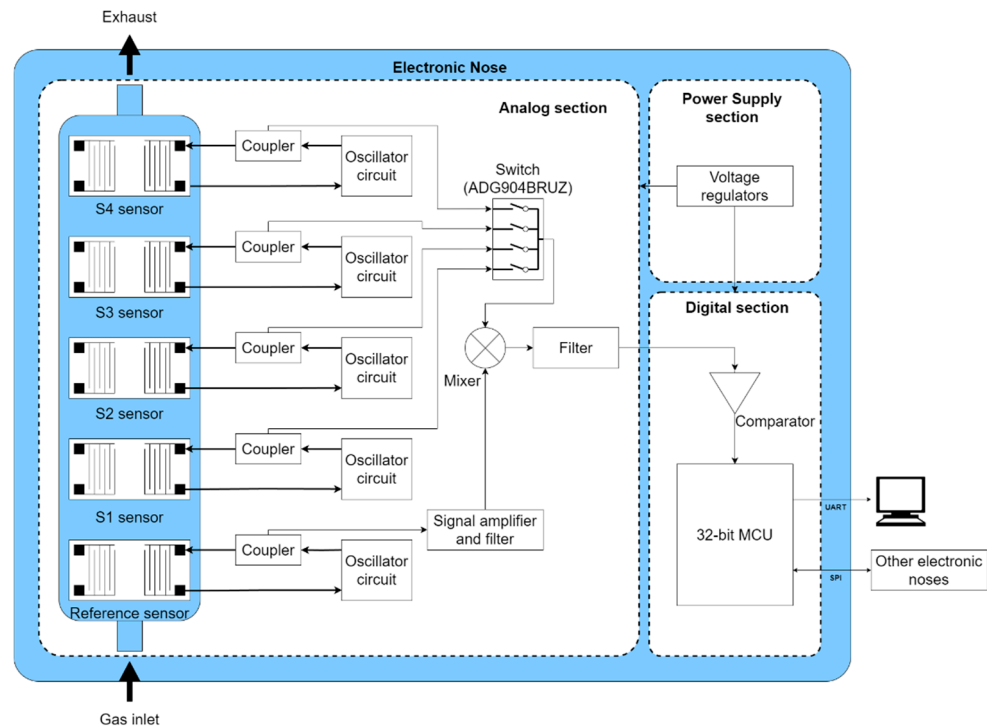 Exhaust
Electronic Nose
Analog section
Power Supply
section
Coupler
Oscillator
circuit
S4 sensor
Switch
(ADG904BRUZ)
Voltage
regulators
Coupler
Oscillator
circuit
S3 sensor
Digital section
Coupler
Oscillator
circuit
S2 sensor
Mixer
Filter
Comparator
Coupler
Oscillator
circuit
S1 sensor
Signal amplifier
and filter
32-bit MCU
UART
SPI
Other electronic
noses
Coupler
Oscillator
circuit
Reference sensor
Gas inlet